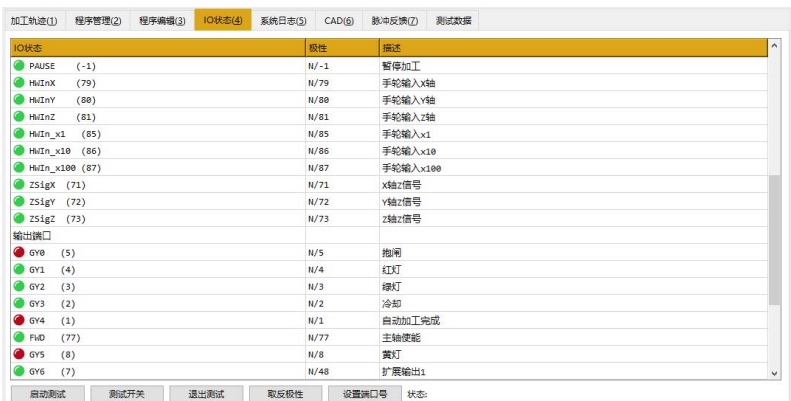 加工轨迹(1) 程序管理(2) 程序编辑(3) IO状态(4) 系统日志(5) CAD(6) 脉冲反馈(7) 测试数据
IO状态 极性 描述
PAUSE (-1) N/-1 暂停加工
HWInX (79) N/79 手轮输入X轴
HWInY (80) N/80 手轮输入Y轴
HWInZ (81) N/81 手轮输入Z轴
HWIn_x1 (85) N/85 手轮输入x1
HWIn_x10 (86) N/86 手轮输入x10
HWIn_x100 (87) N/87 手轮输入x100
ZSigX (71) N/71 X轴Z信号
ZSigY (72) N/72 Y轴Z信号
ZSigZ (73) N/73 Z轴Z信号
输出端口
GY0 (5) N/5 抱闸
GY1 (4) N/4 红灯
GY2 (3) N/3 绿灯
GY3 (2) N/2 冷却
GY4 (1) N/1 自动加工完成
FWD (77) N/77 主轴使能
GY5 (8) N/8 黄灯
GY6 (7) N/48 扩展输出1
启动测试 测试开关 退出测试 取反极性 设置端口号 状态: